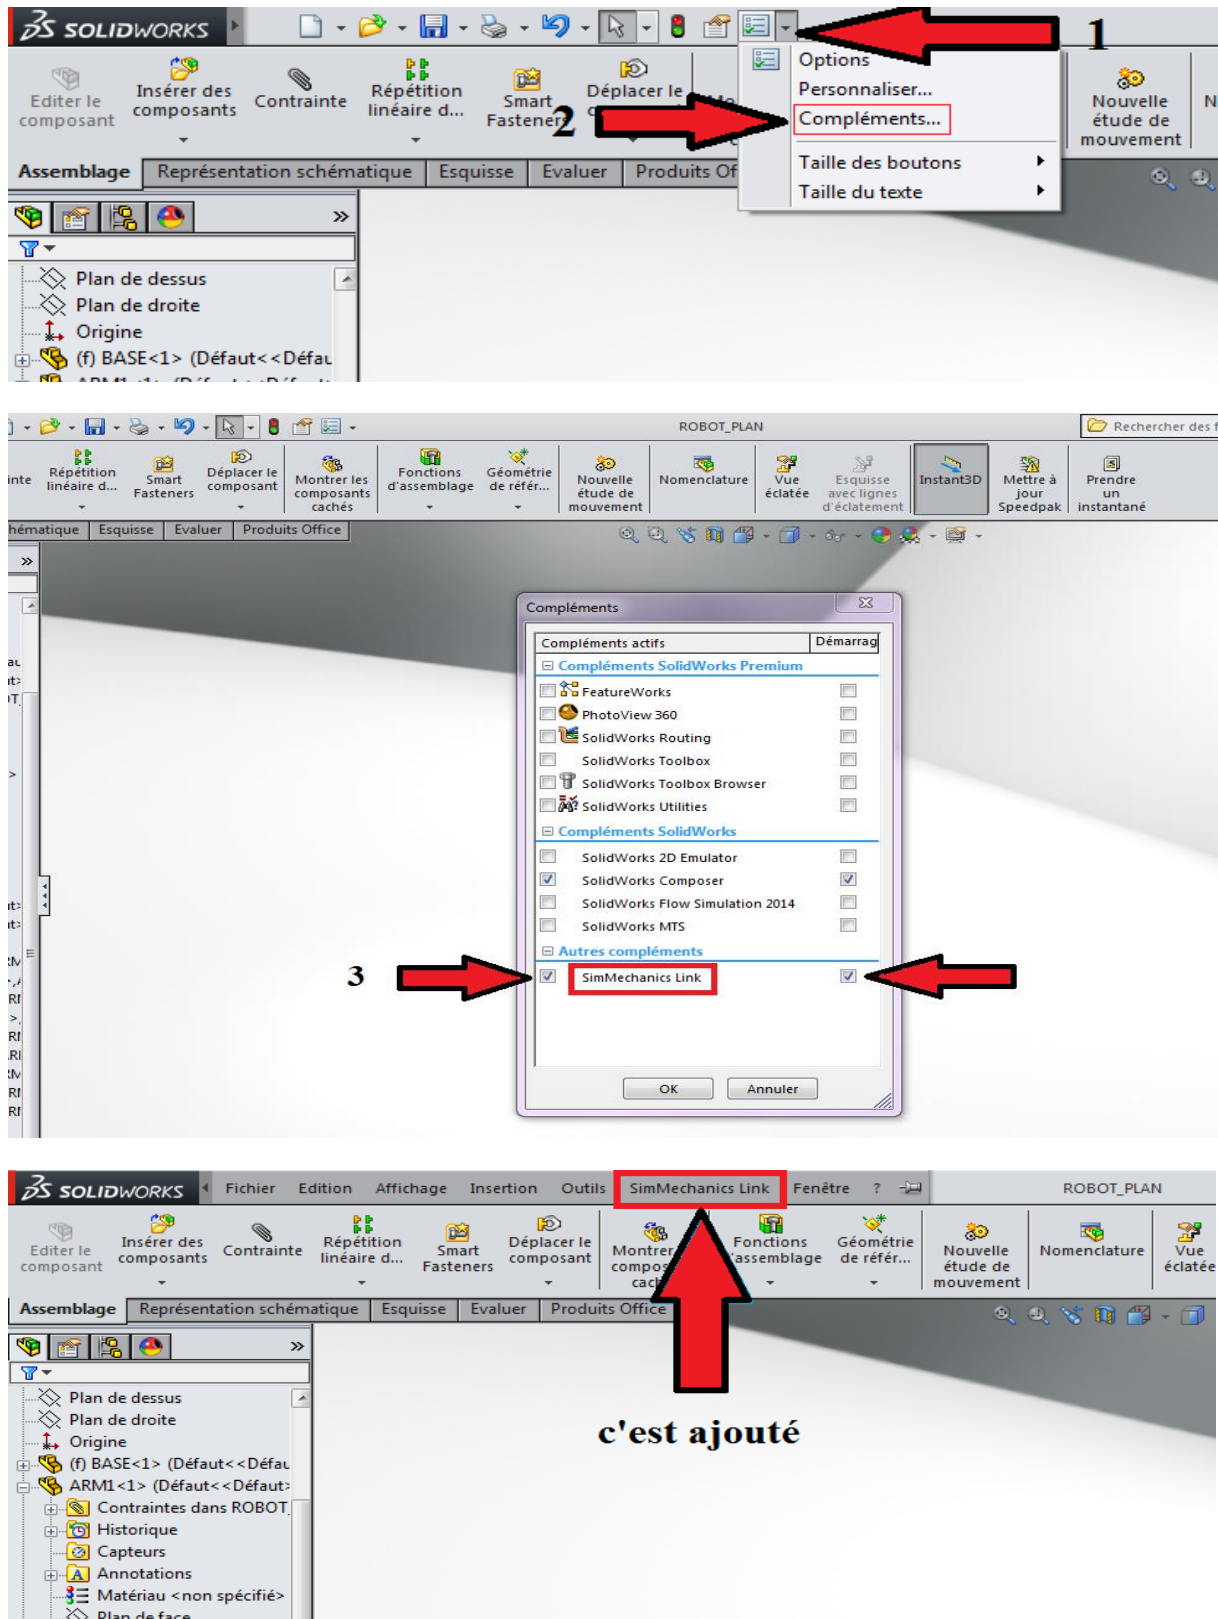 SOLIDWORKS
1
Options
Personnaliser...
Compléments...
Taille des boutons
Taille du texte
2
Editer le
composant
Insérer des
composants
Contrainte
Répétition
linéaire d...
Smart
Fasteners
Déplacer le
Nouvelle
étude de
mouvement
N
Assemblage
Représentation schématique
Esquisse
Evaluer
Produits Of
»
Plan de dessus
Plan de droite
Origine
(f) BASE<1> (Défaut<<Défau
ROBOT_PLAN
Rechercher des f
inte
Répétition
linéaire d...
Smart
Fasteners
Déplacer le
composant
Montrer les
composants
cachés
Fonctions
d'assemblage
Géométrie
de référ...
Nouvelle
étude de
mouvement
Nomenclature
Vue
éclatée
Esquisse
avec lignes
d'éclatement
Instant3D
Mettre à
jour
Speedpak
Prendre
un
instantané
hématique
Esquisse
Evaluer
Produits Office
»
Compléments
Compléments actifs
Démarrag
Compléments SolidWorks Premium
FeatureWorks
PhotoView 360
SolidWorks Routing
SolidWorks Toolbox
SolidWorks Toolbox Browser
SolidWorks Utilities
Compléments SolidWorks
SolidWorks 2D Emulator
SolidWorks Composer
SolidWorks Flow Simulation 2014
SolidWorks MTS
Autres compléments
3
SimMechanics Link
OK
Annuler
SOLIDWORKS
Fichier
Edition
Affichage
Insertion
Outils
SimMechanics Link
Fenêtre
?
ROBOT_PLAN
Editer le
composant
Insérer des
composants
Contrainte
Répétition
linéaire d...
Smart
Fasteners
Déplacer le
composant
Montrer
compos
cach
Fonctions
'assemblage
Géométrie
de référ...
Nouvelle
étude de
mouvement
Nomenclature
Vue
éclatée
Assemblage
Représentation schématique
Esquisse
Evaluer
Produits Office
»
c'est ajouté
Plan de dessus
Plan de droite
Origine
(f) BASE<1> (Défaut<<Défau
ARM1<1> (Défaut<<Défaut>
Contraintes dans ROBOT_
Historique
Capteurs
Annotations
Matériau <non spécifié>
Plan de face